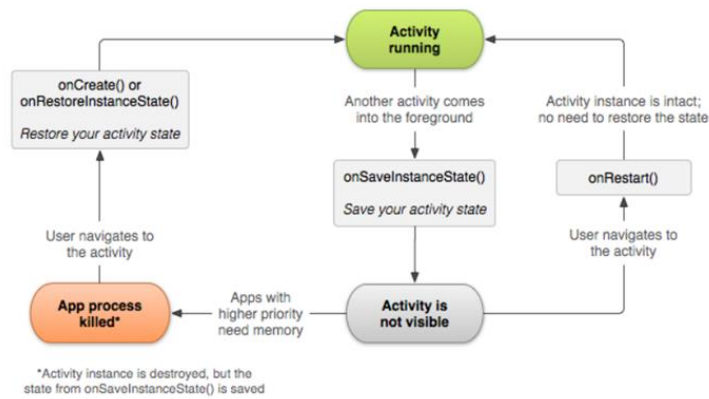 Activity
running
onCreate() or
onRestoreInstanceState()
Restore your activity state
Another activity comes
into the foreground
Activity instance is intact;
no need to restore the state
onSaveInstanceState()
Save your activity state
onRestart()
User navigates to
the activity
User navigates to
the activity
App process
killed*
Apps with
higher priority
need memory
Activity is
not visible
*Activity instance is destroyed, but the
state from onSaveInstanceState() is saved